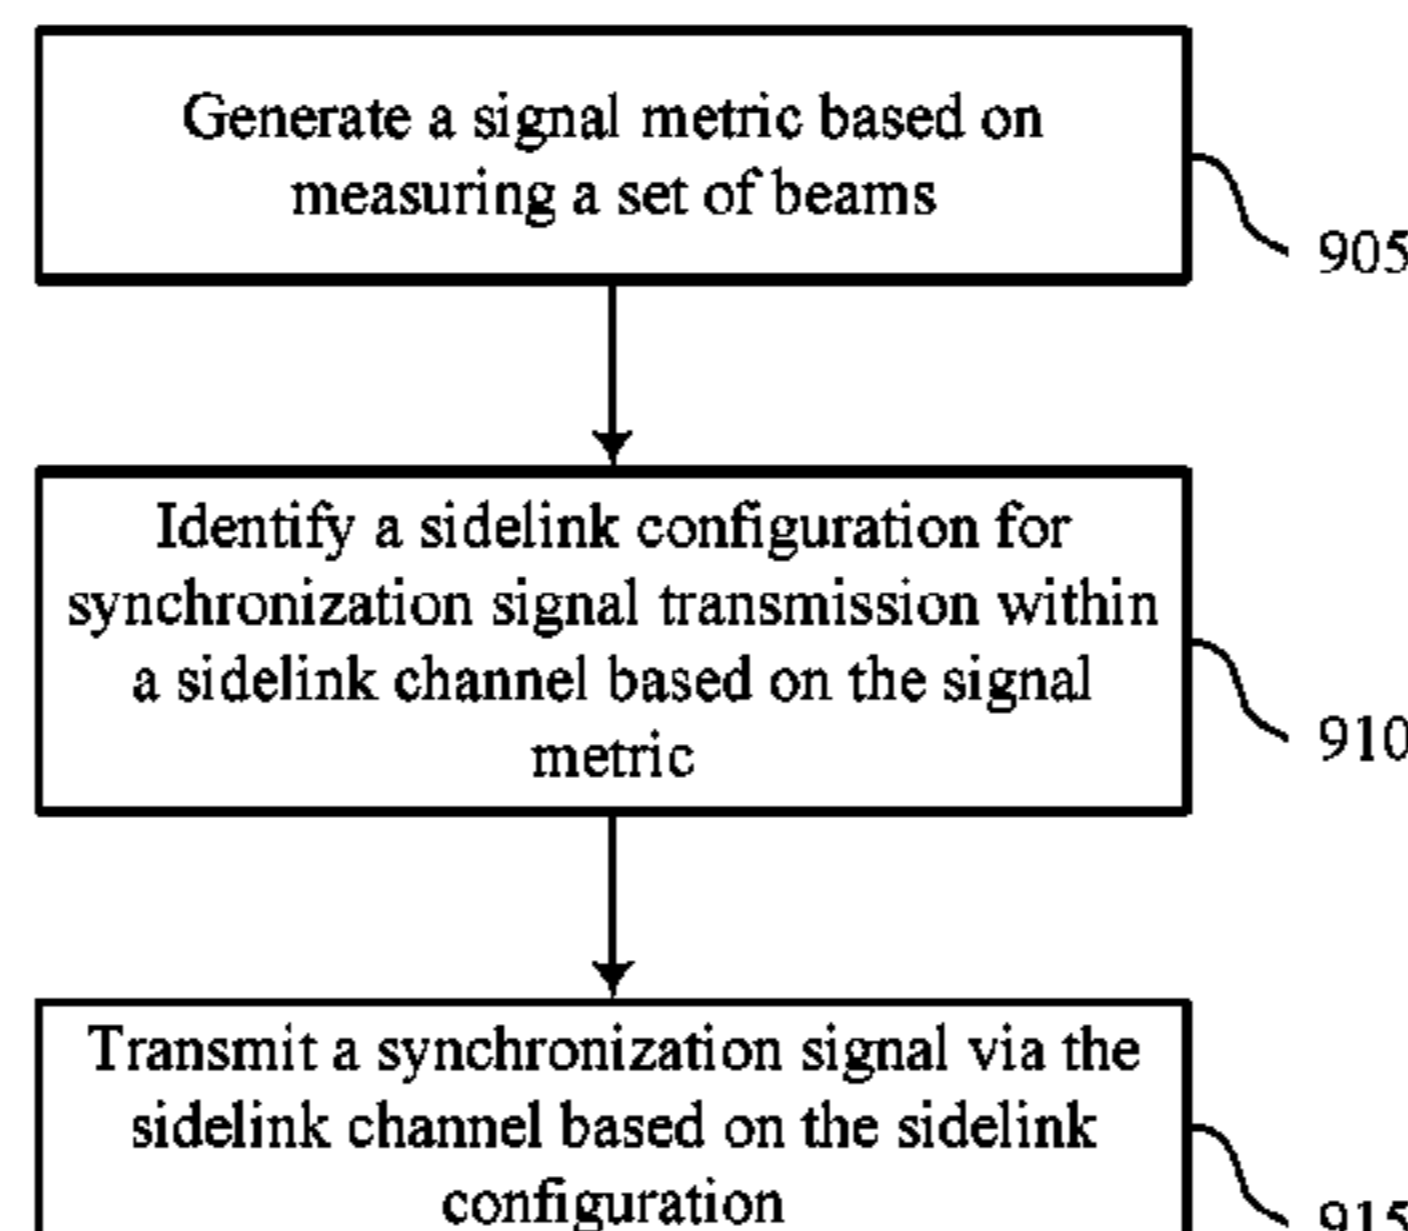 Generate a signal metric based on
measuring a set of beams
905
Identify a sidelink configuration for
synchronization signal transmission within
a sidelink channel based on the signal
metric
910
Transmit a synchronization signal via the
sidelink channel based on the sidelink
configuration
915